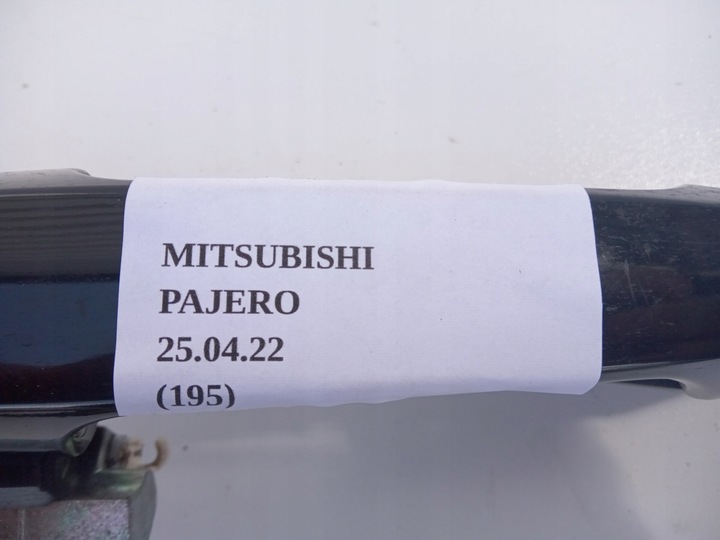 MITSUBISHI
PAJERO
25.04.22
(195)